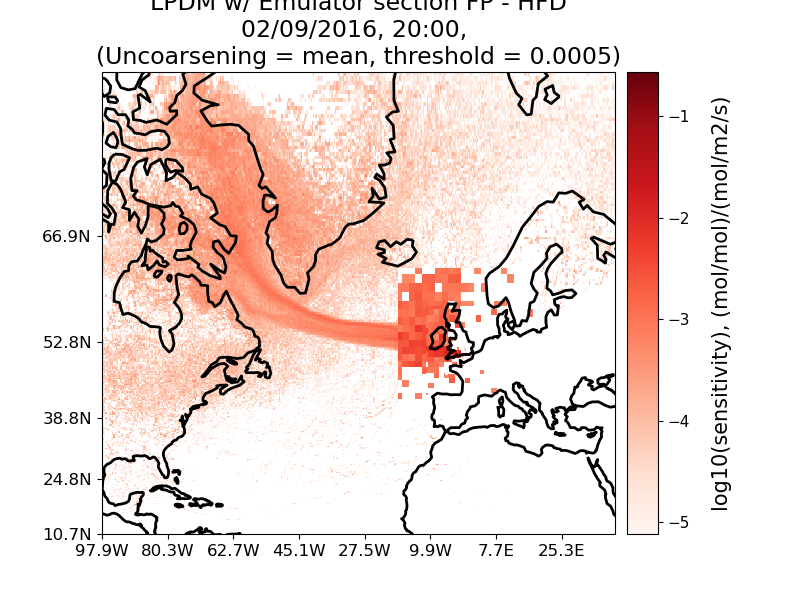 LPDM w/ Emulator section FP - HFD
02/09/2016, 20:00,
(Uncoarsening = mean, threshold = 0.0005)
66.9N
52.8N
38.8N
24.8N
10.7N
97.9W 80.3W 62.7W 45.1W 27.5W 9.9W 7.7E 25.3E
−1
−2
−3
−4
−5
log10(sensitivity), (mol/mol)/(mol/m2/s)